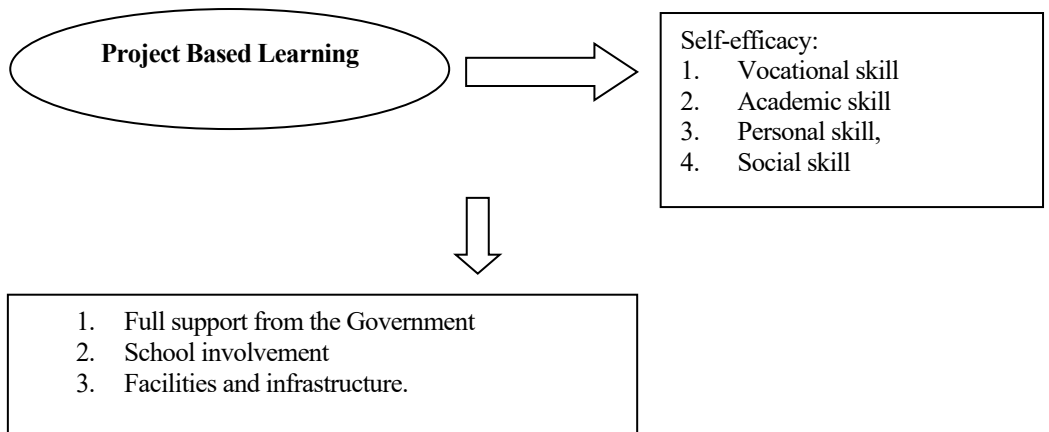 Project Based Learning
Self-efficacy:
1. Vocational skill
2. Academic skill
3. Personal skill,
4. Social skill
1. Full support from the Government
2. School involvement
3. Facilities and infrastructure.